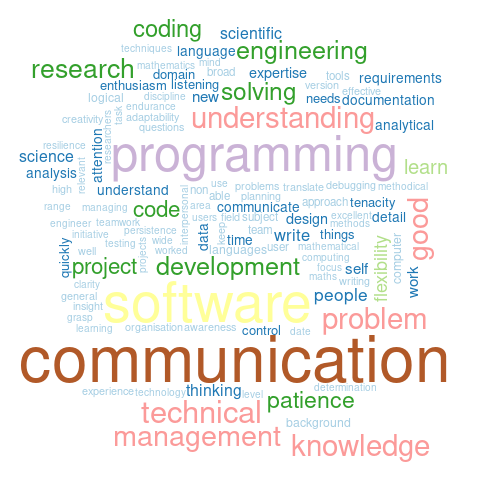 coding scientific
techniques language engineering
research mathematics mind
domain broad expertise tools requirements
enthusiasm listening solving version effective
logical discipline new needs documentation
endurance
creativity task researchers adaptability understanding analytical
questions
resilience attention programming
science
analysis relevant learn
high understand non use problems translate debugging methodical
able planning
range managing code interpersonal area communicate approach tenacity good
engineer teamwork users field subject design excellent detail
initiative persistence keep team write things methods
testing projects wide data time user mathematical computer
quickly well worked languages computing flexibility
project development focus self work
clarity maths
general insight software people writing
grasp
learning organisation awareness control date problem
communication
experience technology thinking level determination
technical patience
background
management knowledge